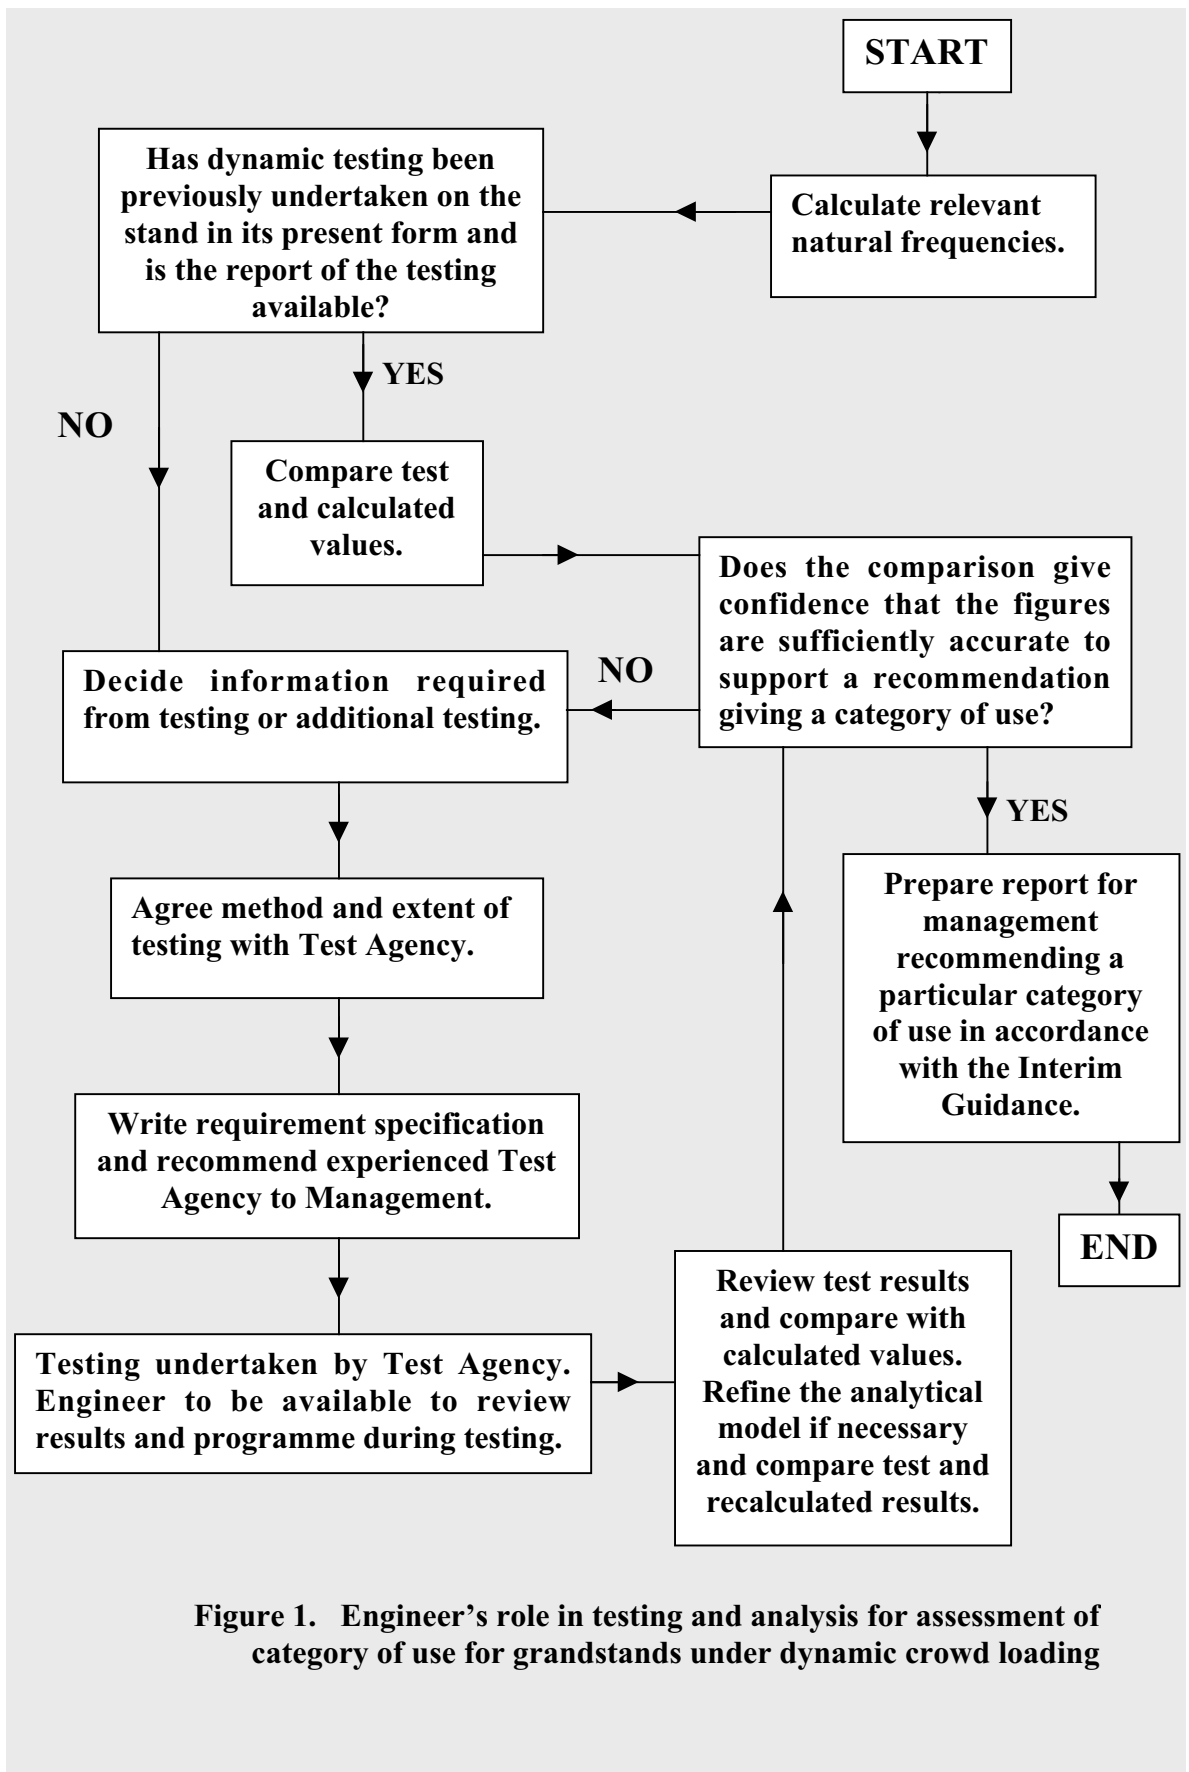 START
Calculate relevant
natural frequencies.
Has dynamic testing been
previously undertaken on the
stand in its present form and
is the report of the testing
available?
YES
NO
Compare test
and calculated
values.
Does the comparison give
confidence that the figures
are sufficiently accurate to
support a recommendation
giving a category of use?
NO
Decide information required
from testing or additional testing.
YES
Agree method and extent of
testing with Test Agency.
Prepare report for
management
recommending a
particular category
of use in accordance
with the Interim
Guidance.
Write requirement specification
and recommend experienced Test
Agency to Management.
END
Testing undertaken by Test Agency.
Engineer to be available to review
results and programme during testing.
Review test results
and compare with
calculated values.
Refine the analytical
model if necessary
and compare test and
recalculated results.
Figure 1. Engineer’s role in testing and analysis for assessment of
category of use for grandstands under dynamic crowd loading